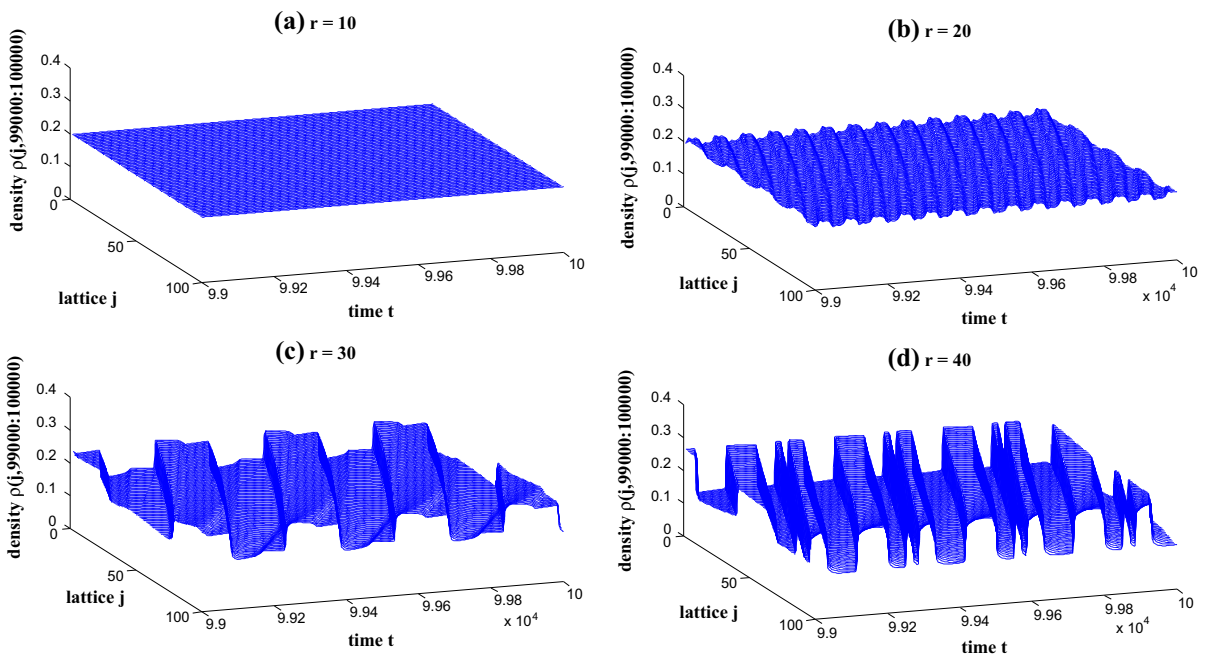 (a) r = 10
density ρ(j,99000:100000)
0.4
0.3
0.2
0.1
0
50
100
lattice j
9.9
9.92
9.94
9.96
9.98
10
time t
(b) r = 20
density ρ(j,99000:100000)
0.4
0.3
0.2
0.1
0
50
100
lattice j
9.9
9.92
9.94
9.96
9.98
10
x 10^4
time t
(c) r = 30
density ρ(j,99000:100000)
0.4
0.3
0.2
0.1
0
50
100
lattice j
9.9
9.92
9.94
9.96
9.98
10
x 10^4
time t
(d) r = 40
density ρ(j,99000:100000)
0.4
0.3
0.2
0.1
0
50
100
lattice j
9.9
9.92
9.94
9.96
9.98
10
x 10^4
time t